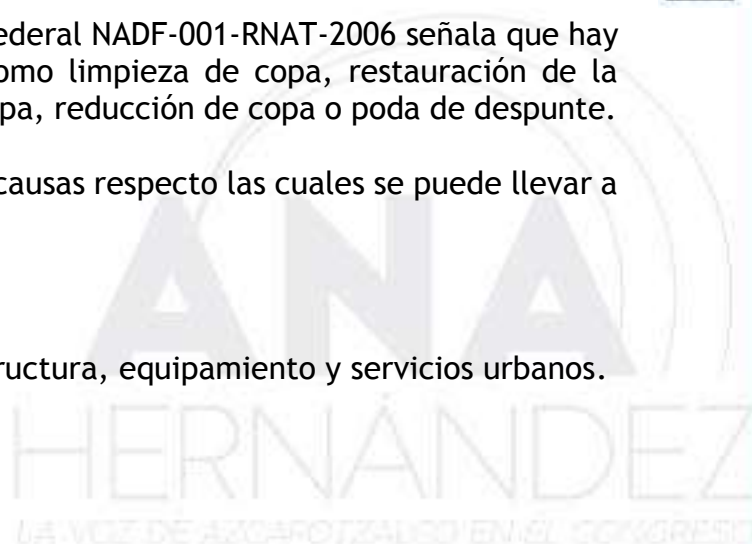 ederal NADF-001-RNAT-2006 señala que hay
omo limpieza de copa, restauración de la
pa, reducción de copa o poda de despunte.
causas respecto las cuales se puede llevar a
ructura, equipamiento y servicios urbanos.
ANA
HERNÁNDEZ
LA VOZ DE AZCAPOTZALCO EN EL CONGRESO